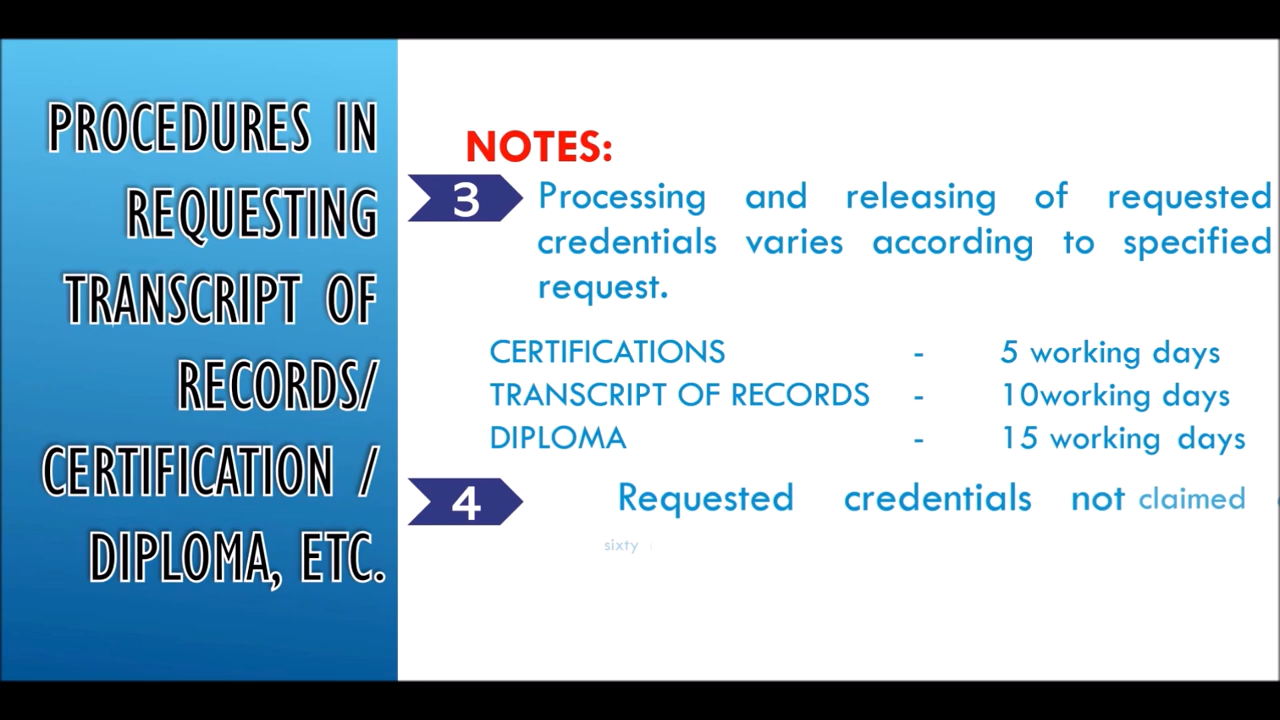 PROCEDURES IN
REQUESTING
TRANSCRIPT OF
RECORDS/
CERTIFICATION /
DIPLOMA, ETC.
NOTES:
3 Processing and releasing of requested
credentials varies according to specified
request.
CERTIFICATIONS - 5 working days
TRANSCRIPT OF RECORDS - 10working days
DIPLOMA - 15 working days
4 Requested credentials not claimed
sixty